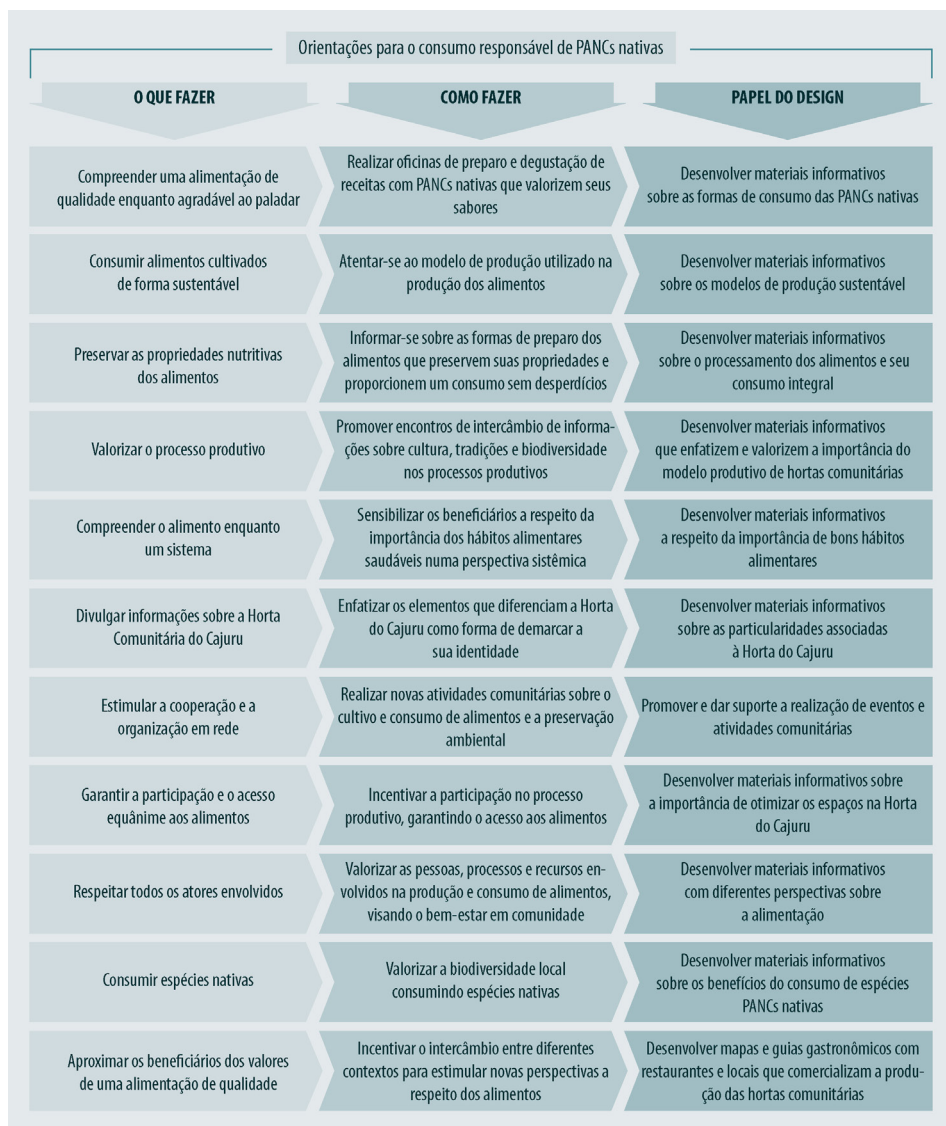 Orientações para o consumo responsável de PANCs nativas
O QUE FAZER
COMO FAZER
PAPEL DO DESIGN
Compreender uma alimentação de
qualidade enquanto agradável ao paladar
Realizar oficinas de preparo e degustação de
receitas com PANCs nativas que valorizem seus
sabores
Desenvolver materiais informativos
sobre as formas de consumo das PANCs nativas
Consumir alimentos cultivados
de forma sustentável
Atentar-se ao modelo de produção utilizado na
produção dos alimentos
Desenvolver materiais informativos
sobre os modelos de produção sustentável
Preservar as propriedades nutritivas
dos alimentos
Informar-se sobre as formas de preparo dos
alimentos que preservem suas propriedades e
proporcionem um consumo sem desperdícios
Desenvolver materiais informativos
sobre o processamento dos alimentos e seu
consumo integral
Valorizar o processo produtivo
Promover encontros de intercâmbio de informa-
ções sobre cultura, tradições e biodiversidade
nos processos produtivos
Desenvolver materiais informativos
que enfatizem e valorizem a importância do
modelo produtivo de hortas comunitárias
Compreender o alimento enquanto
um sistema
Sensibilizar os beneficiários a respeito da
importância dos hábitos alimentares
saudáveis numa perspectiva sistêmica
Desenvolver materiais informativos
a respeito da importância de bons hábitos
alimentares
Divulgar informações sobre a Horta
Comunitária do Cajuru
Enfatizar os elementos que diferenciam a Horta
do Cajuru como forma de demarcar a
sua identidade
Desenvolver materiais informativos
sobre as particularidades associadas
à Horta do Cajuru
Estimular a cooperação e a
organização em rede
Realizar novas atividades comunitárias sobre o
cultivo e consumo de alimentos e a preservação
ambiental
Promover e dar suporte a realização de eventos e
atividades comunitárias
Garantir a participação e o acesso
equânime aos alimentos
Incentivar a participação no processo
produtivo, garantindo o acesso aos alimentos
Desenvolver materiais informativos sobre
a importância de otimizar os espaços na Horta
do Cajuru
Respeitar todos os atores envolvidos
Valorizar as pessoas, processos e recursos en-
volvidos na produção e consumo de alimentos,
visando o bem-estar em comunidade
Desenvolver materiais informativos
com diferentes perspectivas sobre
a alimentação
Consumir espécies nativas
Valorizar a biodiversidade local
consumindo espécies nativas
Desenvolver materiais informativos
sobre os benefícios do consumo de espécies
PANCs nativas
Aproximar os beneficiários dos valores
de uma alimentação de qualidade
Incentivar o intercâmbio entre diferentes
contextos para estimular novas perspectivas a
respeito dos alimentos
Desenvolver mapas e guias gastronômicos com
restaurantes e locais que comercializam a produ-
ção das hortas comunitárias